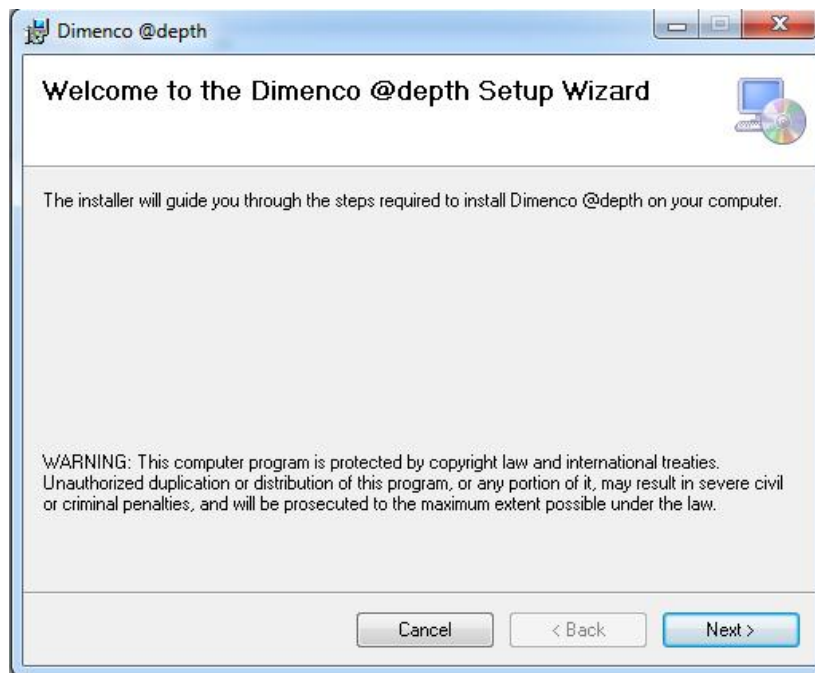 Dimenco @depth
Welcome to the Dimenco @depth Setup Wizard
The installer will guide you through the steps required to install Dimenco @depth on your computer.
WARNING: This computer program is protected by copyright law and international treaties.
Unauthorized duplication or distribution of this program, or any portion of it, may result in severe civil
or criminal penalties, and will be prosecuted to the maximum extent possible under the law.
Cancel < Back Next >